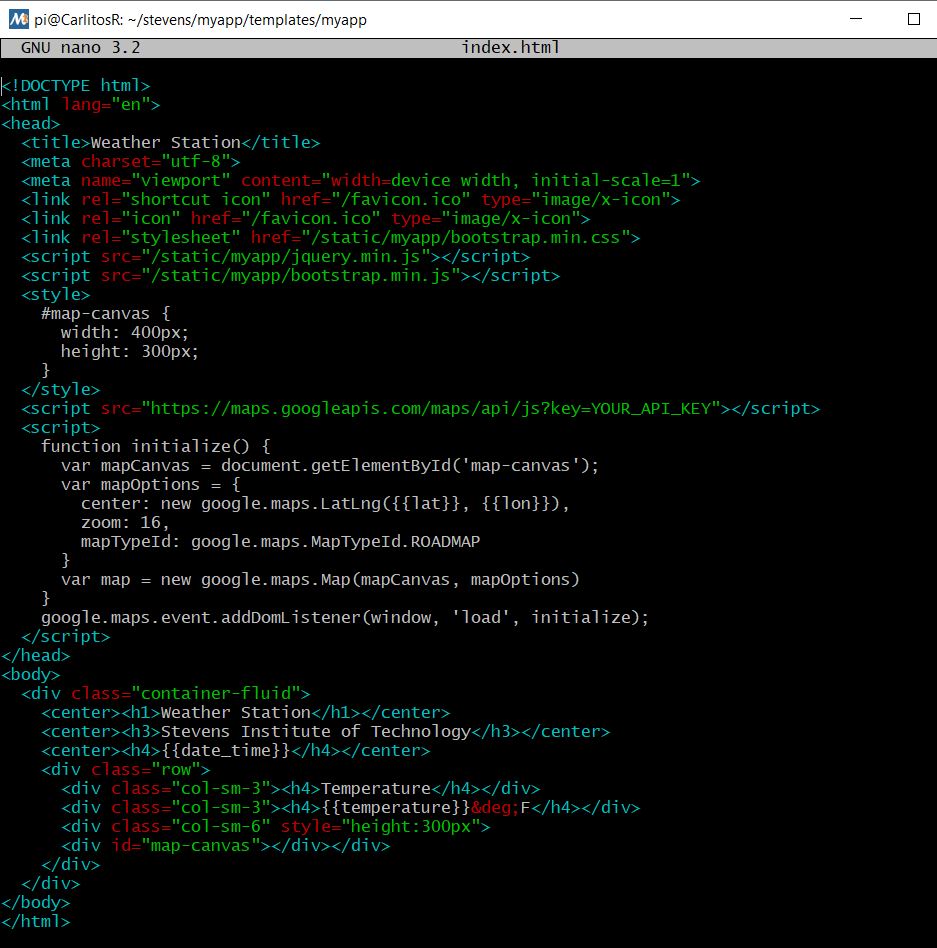 pi@CarlitosR: ~/stevens/myapp/templates/myapp
GNU nano 3.2 index.html
<!DOCTYPE html>
<html lang="en">
<head>
  <title>Weather Station</title>
  <meta charset="utf-8">
  <meta name="viewport" content="width=device width, initial-scale=1">
  <link rel="shortcut icon" href="/favicon.ico" type="image/x-icon">
  <link rel="icon" href="/favicon.ico" type="image/x-icon">
  <link rel="stylesheet" href="/static/myapp/bootstrap.min.css">
  <script src="/static/myapp/jquery.min.js"></script>
  <script src="/static/myapp/bootstrap.min.js"></script>
  <style>
    #map-canvas {
      width: 400px;
      height: 300px;
    }
  </style>
  <script src="https://maps.googleapis.com/maps/api/js?key=YOUR_API_KEY"></script>
  <script>
    function initialize() {
      var mapCanvas = document.getElementById('map-canvas');
      var mapOptions = {
        center: new google.maps.LatLng({{lat}}, {{lon}}),
        zoom: 16,
        mapTypeId: google.maps.MapTypeId.ROADMAP
      }
      var map = new google.maps.Map(mapCanvas, mapOptions)
    }
    google.maps.event.addDomListener(window, 'load', initialize);
  </script>
</head>
<body>
  <div class="container-fluid">
    <center><h1>Weather Station</h1></center>
    <center><h3>Stevens Institute of Technology</h3></center>
    <center><h4>{{date_time}}</h4></center>
    <div class="row">
      <div class="col-sm-3"><h4>Temperature</h4></div>
      <div class="col-sm-3"><h4>{{temperature}}&deg;F</h4></div>
      <div class="col-sm-6" style="height:300px">
      <div id="map-canvas"></div></div>
    </div>
  </div>
</body>
</html>